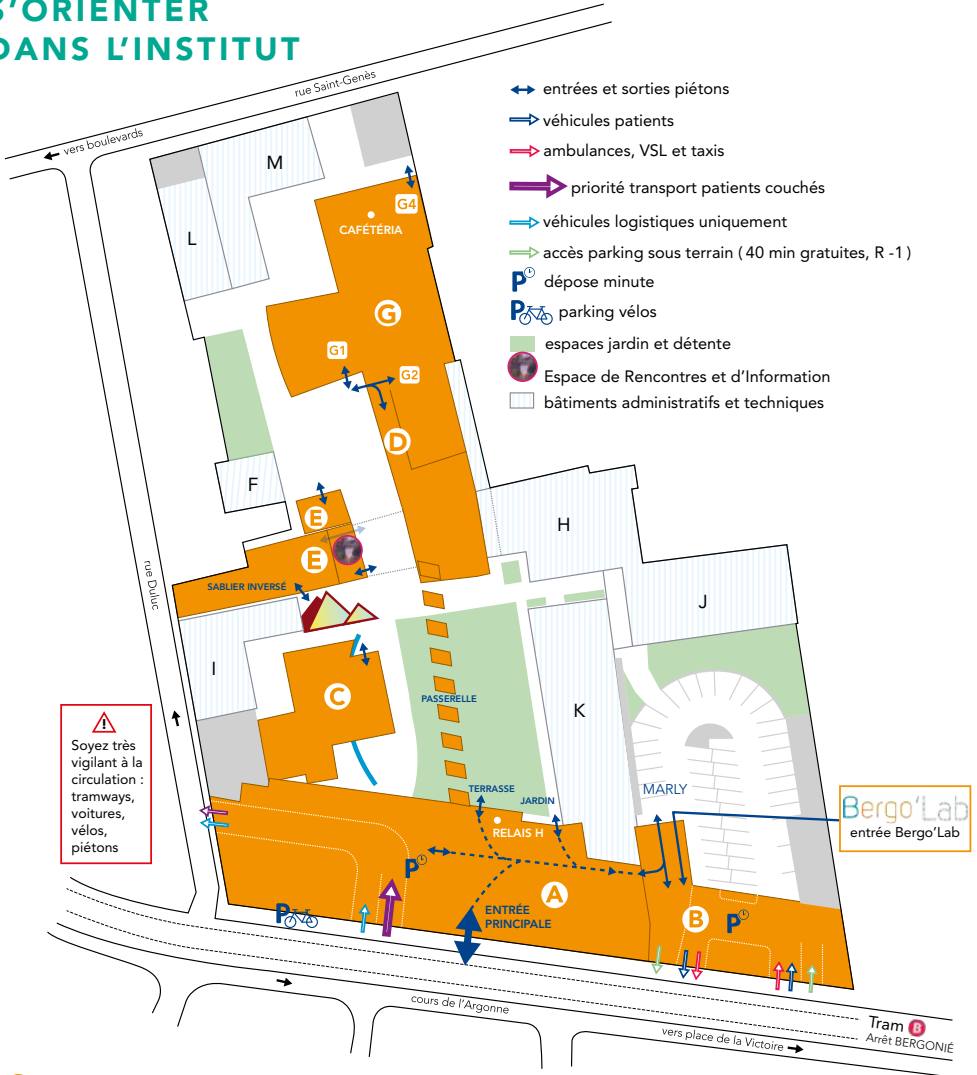 S'ORIENTER
DANS L'INSTITUT
rue Saint-Genès
vers boulevards
entrées et sorties piétons
véhicules patients
ambulances, VSL et taxis
priorité transport patients couchés
véhicules logistiques uniquement
accès parking sous terrain ( 40 min gratuites, R -1 )
P dépose minute
P parking vélos
espaces jardin et détente
Espace de Rencontres et d'Information
bâtiments administratifs et techniques
M
L
G4
CAFÉTÉRIA
G
G1
G2
D
F
E
E
H
rue Duluc
SABLIER INVERSÉ
J
I
C
PASSERELLE
K
!
Soyez très
vigilant à la
circulation :
tramways,
voitures,
vélos,
piétons
TERRASSE
JARDIN
MARLY
RELAIS H
Bergo'Lab
entrée Bergo'Lab
P
A
P
ENTRÉE
PRINCIPALE
B
P
cours de l'Argonne
vers place de la Victoire
Tram B
Arrêt BERGONIÉ